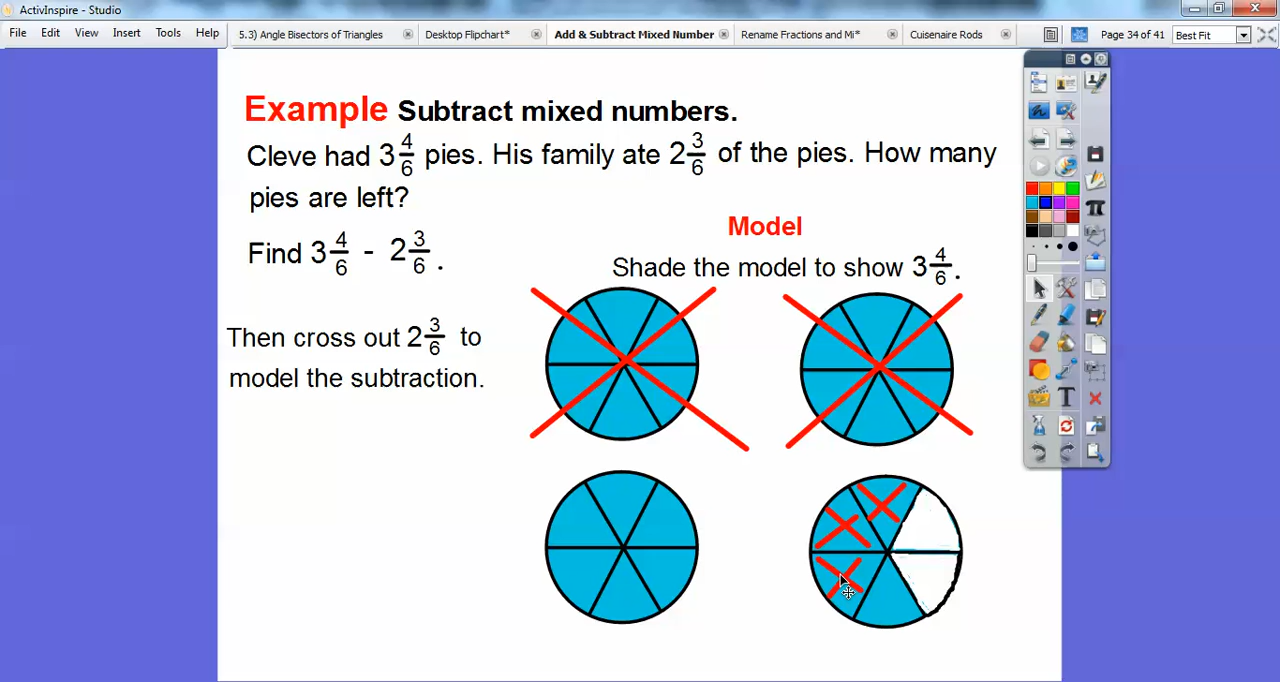 ActivInspire - Studio
File Edit View Insert Tools Help 5.3) Angle Bisectors of Triangles Desktop Flipchart* Add & Subtract Mixed Number Rename Fractions and Mi* Cuisenaire Rods Page 34 of 41 Best Fit
Example Subtract mixed numbers.
Cleve had 3 4/6 pies. His family ate 2 3/6 of the pies. How many
pies are left?
Model
Find 3 4/6 - 2 3/6 .
Shade the model to show 3 4/6.
Then cross out 2 3/6 to
model the subtraction.